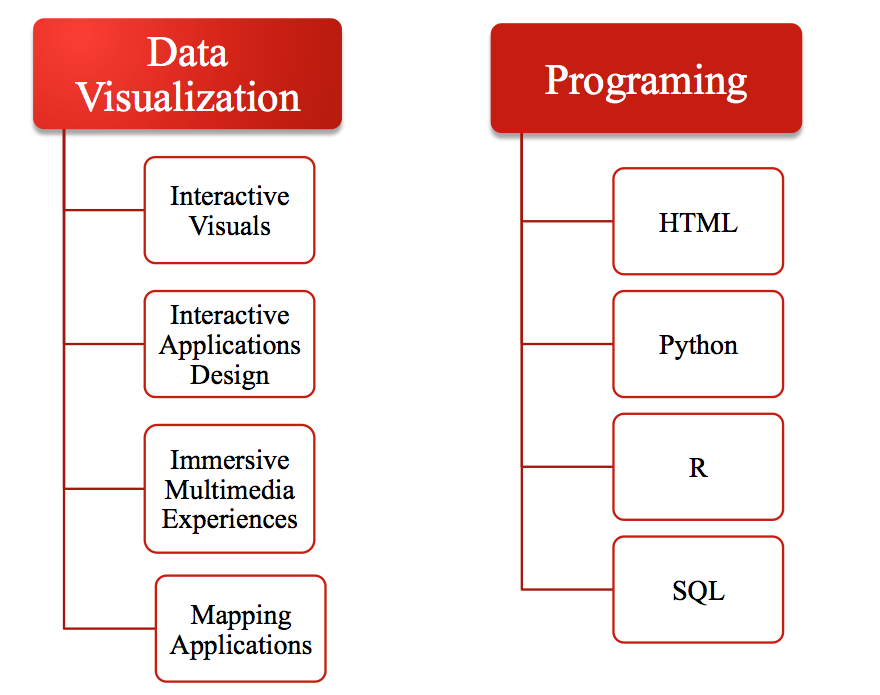 Data
Visualization
Interactive
Visuals
Interactive
Applications
Design
Immersive
Multimedia
Experiences
Mapping
Applications
Programing
HTML
Python
R
SQL